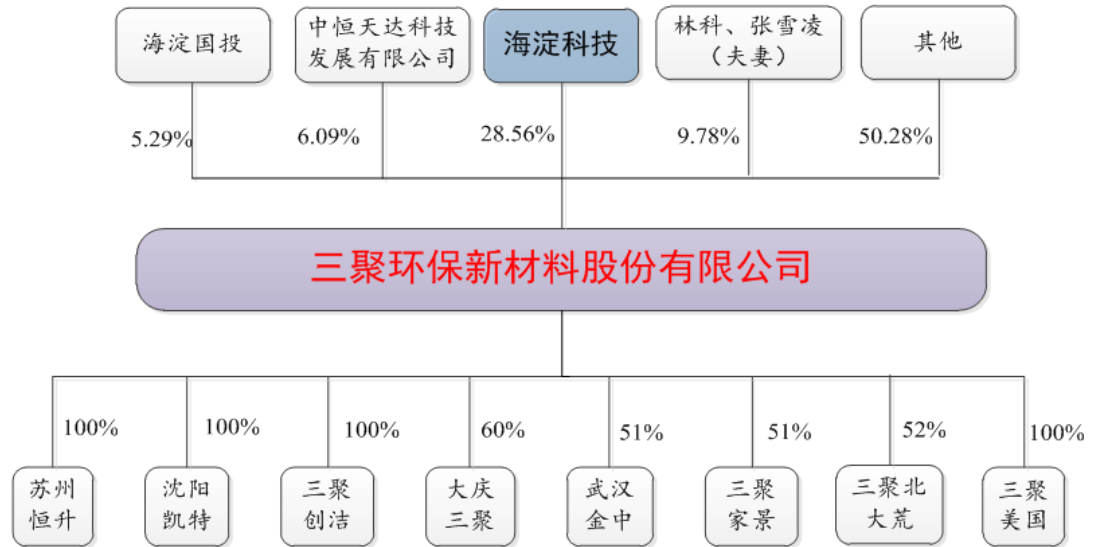 海淀国投
中恒天达科技
发展有限公司
海淀科技
林科、张雪凌
（夫妻）
其他
5.29%
6.09%
28.56%
9.78%
50.28%
三聚环保新材料股份有限公司
100%
100%
100%
60%
51%
51%
52%
100%
苏州
恒升
沈阳
凯特
三聚
创洁
大庆
三聚
武汉
金中
三聚
家景
三聚北
大荒
三聚
美国